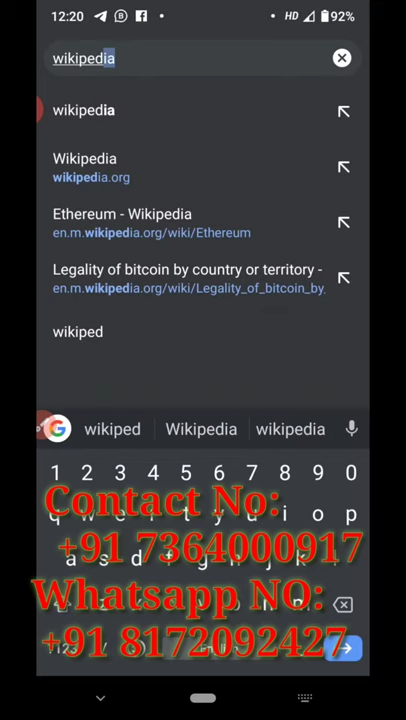 12:20 HD 92%
wikipedia
wikipedia
Wikipedia
wikipedia.org
Ethereum - Wikipedia
en.m.wikipedia.org/wiki/Ethereum
Legality of bitcoin by country or territory -
en.m.wikipedia.org/wiki/Legality_of_bitcoin_by.
wikiped
G wikiped Wikipedia wikipedia
1 2 3 4 5 6 7 8 9 0
Contact No:
q w e r t y u i o p
+91 7364000917
a s d f g h j k
Whatsapp NO:
+91 8172092427